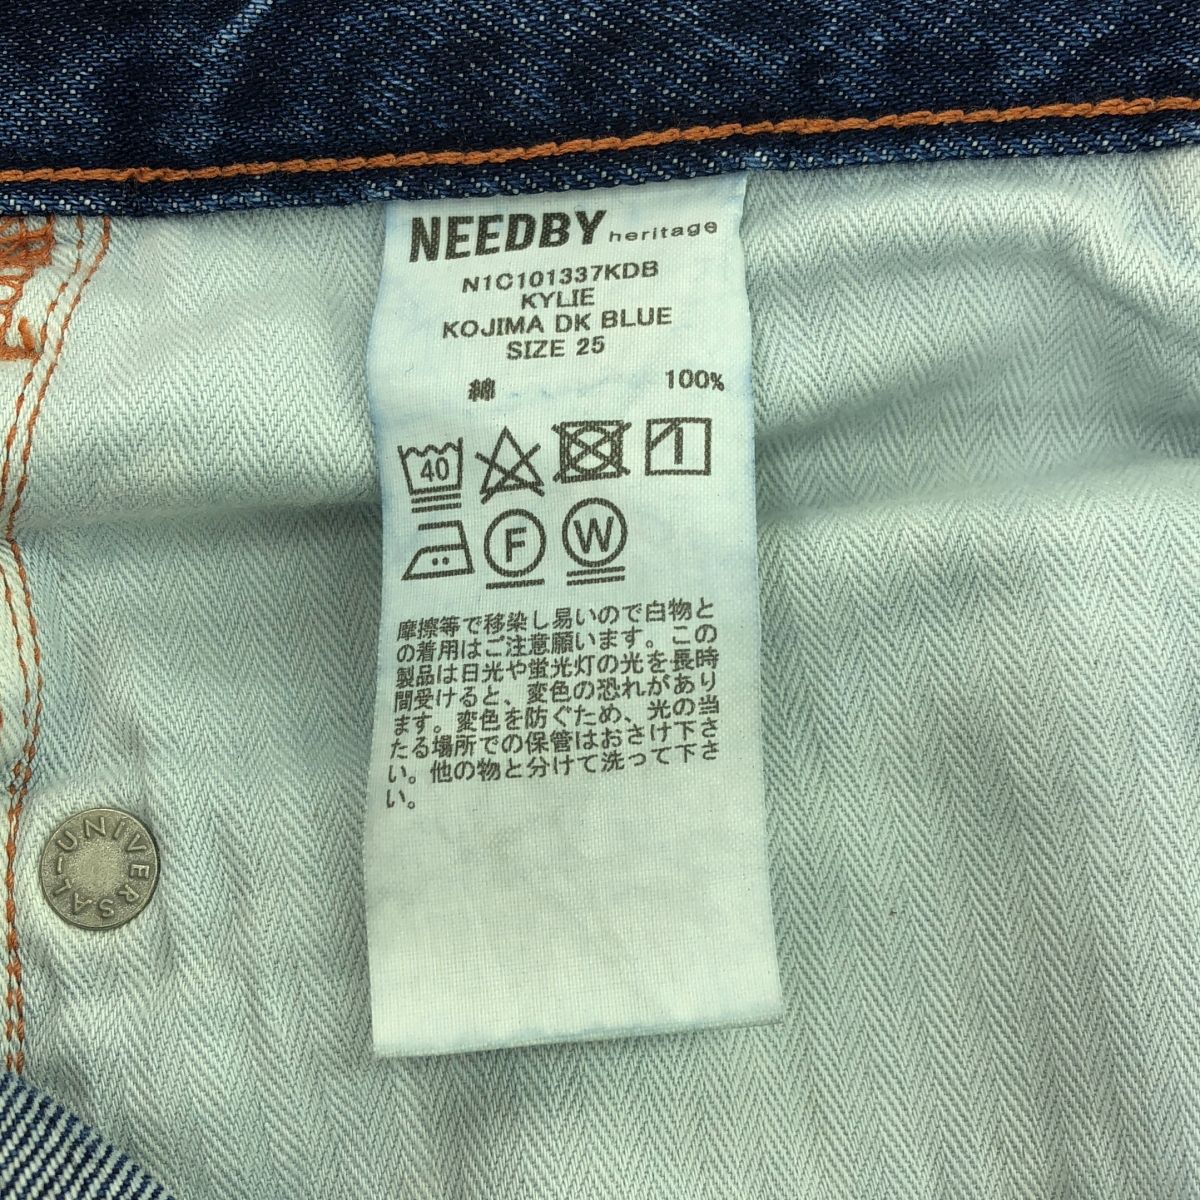 NEEDBY heritage
N1C101337KDB
KYLIE
KOJIMA DK BLUE
SIZE 25
綿 100%
40
F W
摩擦等で移染し易いので白物と
の着用はご注意願います。この
製品は日光や蛍光灯の光を長時
間受けると、変色の恐れがあり
ます。変色を防ぐため、光の当
たる場所での保管はおさけ下さ
い。他の物と分けて洗って下さ
い。
UNIVERSAL